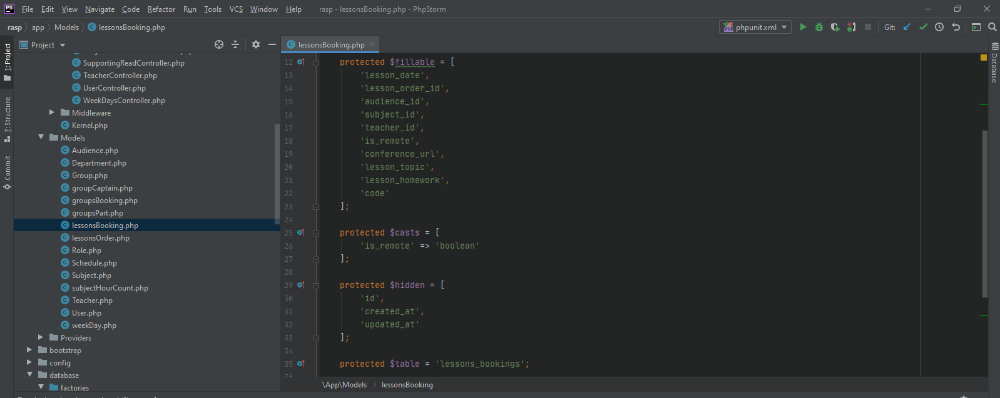 PS File Edit View Navigate Code Refactor Run Tools VCS Window Help rasp - lessonsBooking.php - PhpStorm
rasp app Models lessonsBooking.php phpunit.xml Git:
Project lessonsBooking.php
1: Project
7: Structure
Commit
Database
SupportingReadController.php
TeacherController.php
UserController.php
WeekDaysController.php
Middleware
Kernel.php
Models
Audience.php
Department.php
Group.php
groupCaptain.php
groupsBooking.php
groupsPart.php
lessonsBooking.php
lessonsOrder.php
Role.php
Schedule.php
Subject.php
subjectHourCount.php
Teacher.php
User.php
weekDay.php
Providers
bootstrap
config
database
factories
12 protected $fillable = [
13 'lesson_date',
14 'lesson_order_id',
15 'audience_id',
16 'subject_id',
17 'teacher_id',
18 'is_remote',
19 'conference_url',
20 'lesson_topic',
21 'lesson_homework',
22 'code'
23 ];
24
25 protected $casts = [
26 'is_remote' => 'boolean'
27 ];
28
29 protected $hidden = [
30 'id',
31 'created_at',
32 'updated_at'
33 ];
34
35 protected $table = 'lessons_bookings';
\App\Models lessonsBooking